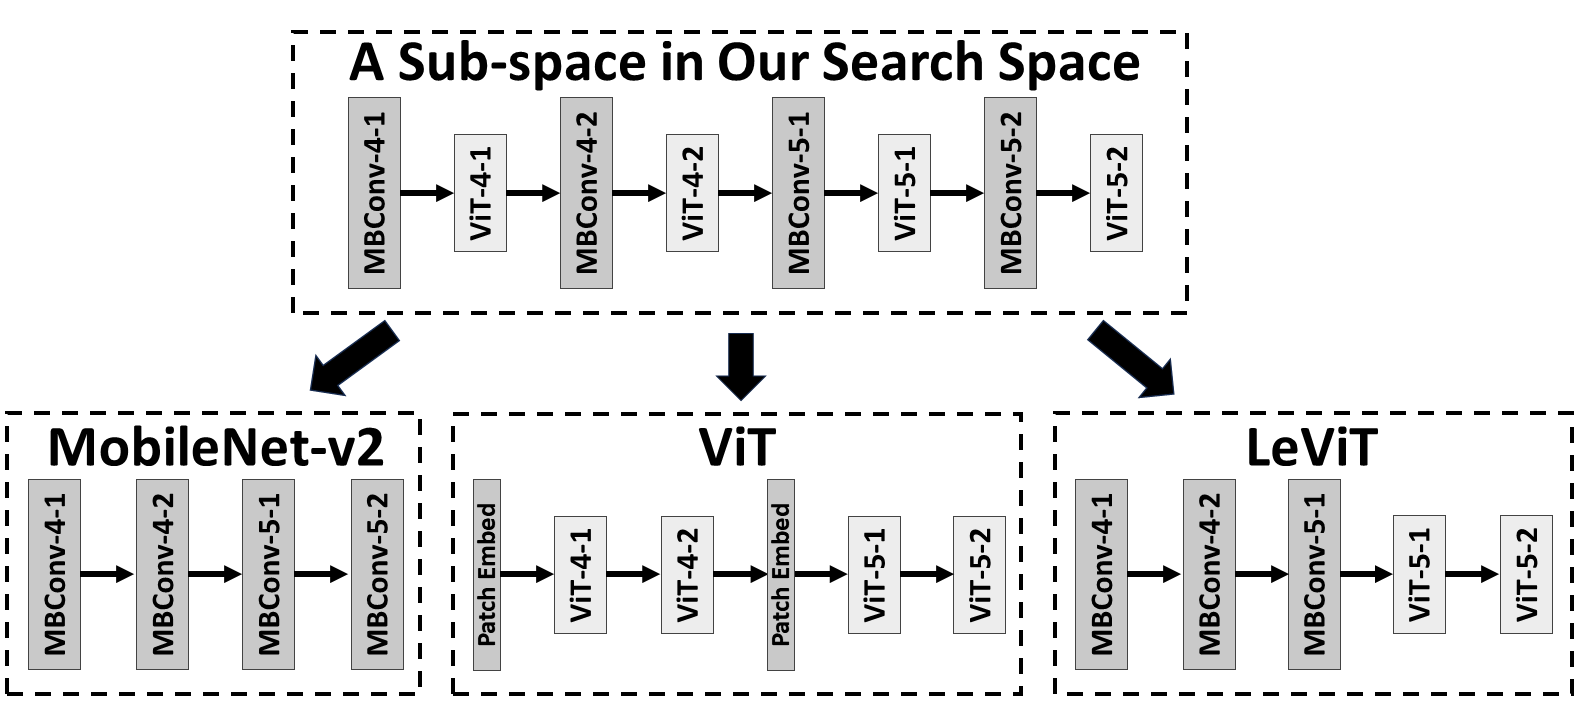 A Sub-space in Our Search Space
MBConv-4-1
ViT-4-1
MBConv-4-2
ViT-4-2
MBConv-5-1
ViT-5-1
MBConv-5-2
ViT-5-2
MobileNet-v2
MBConv-4-1
MBConv-4-2
MBConv-5-1
MBConv-5-2
ViT
Patch Embed
ViT-4-1
ViT-4-2
Patch Embed
ViT-5-1
ViT-5-2
LeViT
MBConv-4-1
MBConv-4-2
MBConv-5-1
ViT-5-1
ViT-5-2